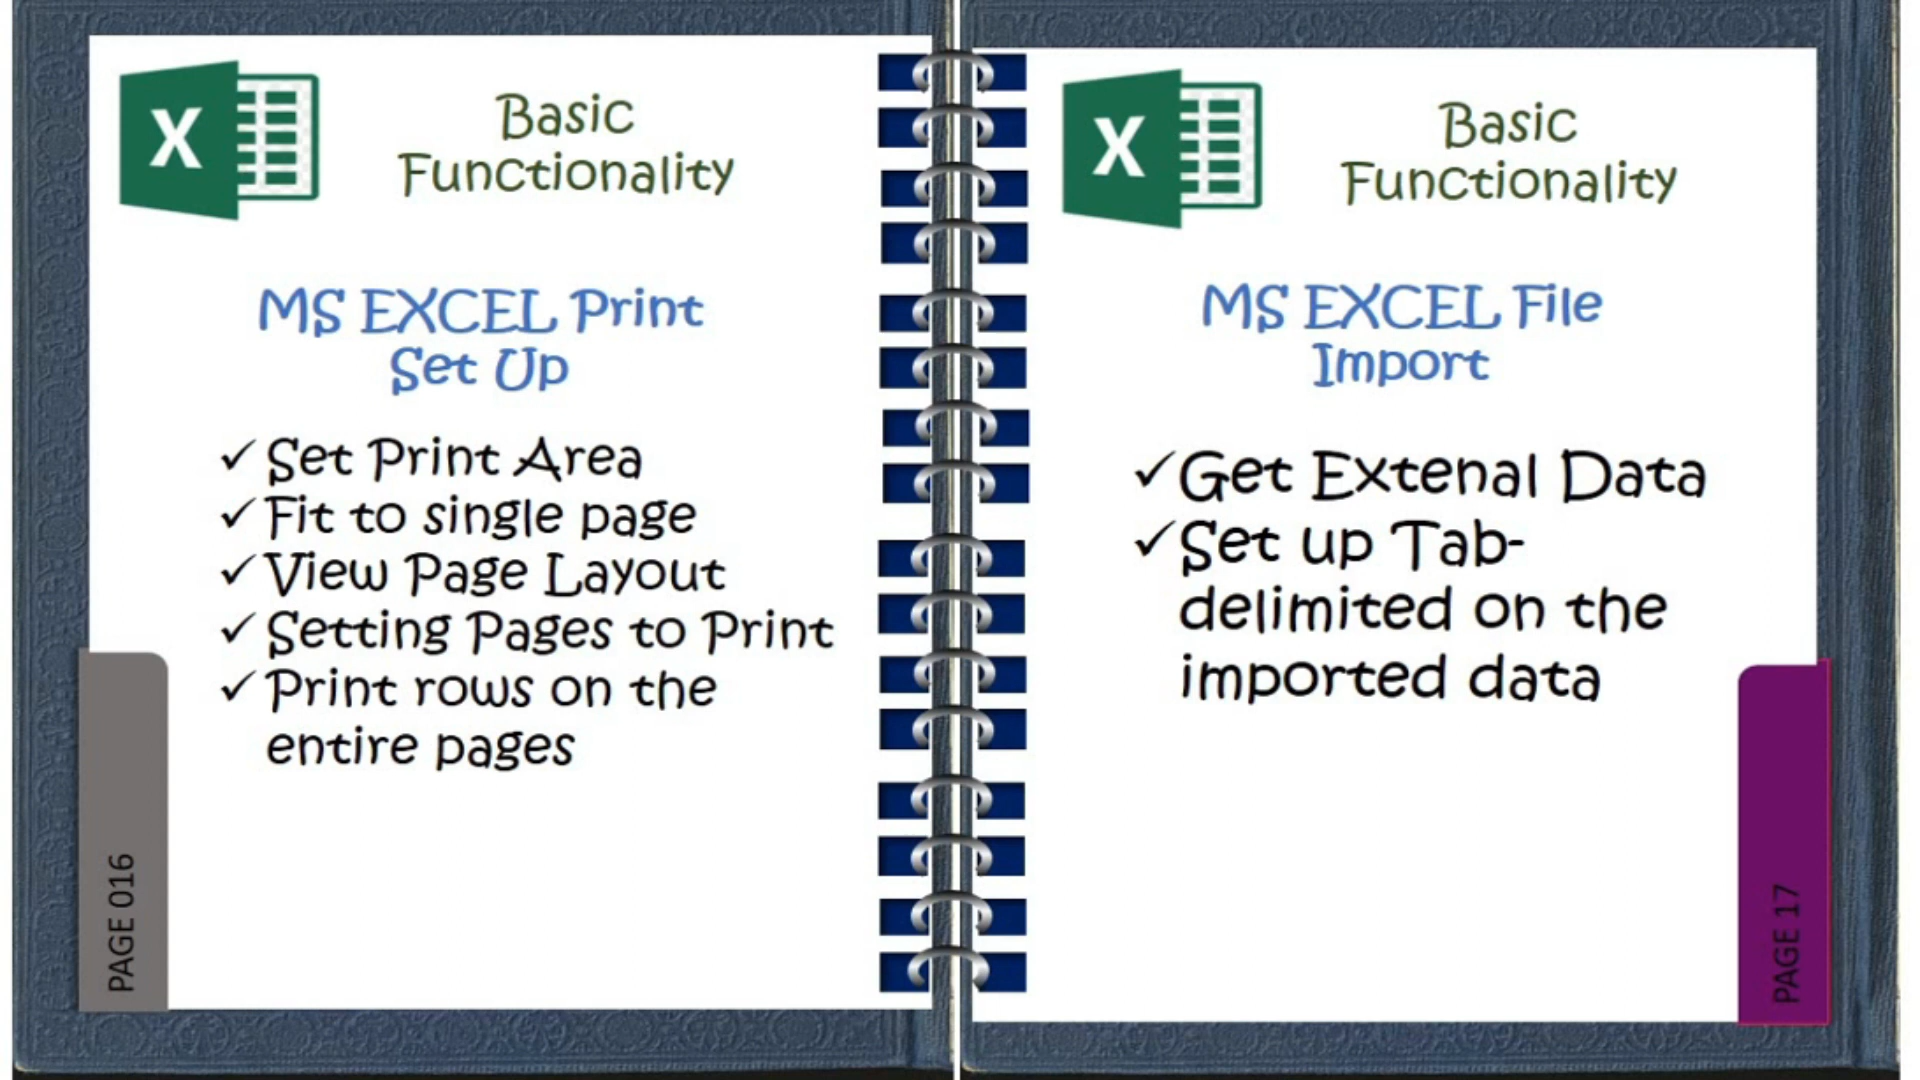 X
Basic
Functionality
MS EXCEL Print
Set Up
✓ Set Print Area
✓ Fit to single page
✓ View Page Layout
✓ Setting Pages to Print
✓ Print rows on the
entire pages
PAGE 016
X
Basic
Functionality
MS EXCEL File
Import
✓ Get Extenal Data
✓ Set up Tab-
delimited on the
imported data
PAGE 17